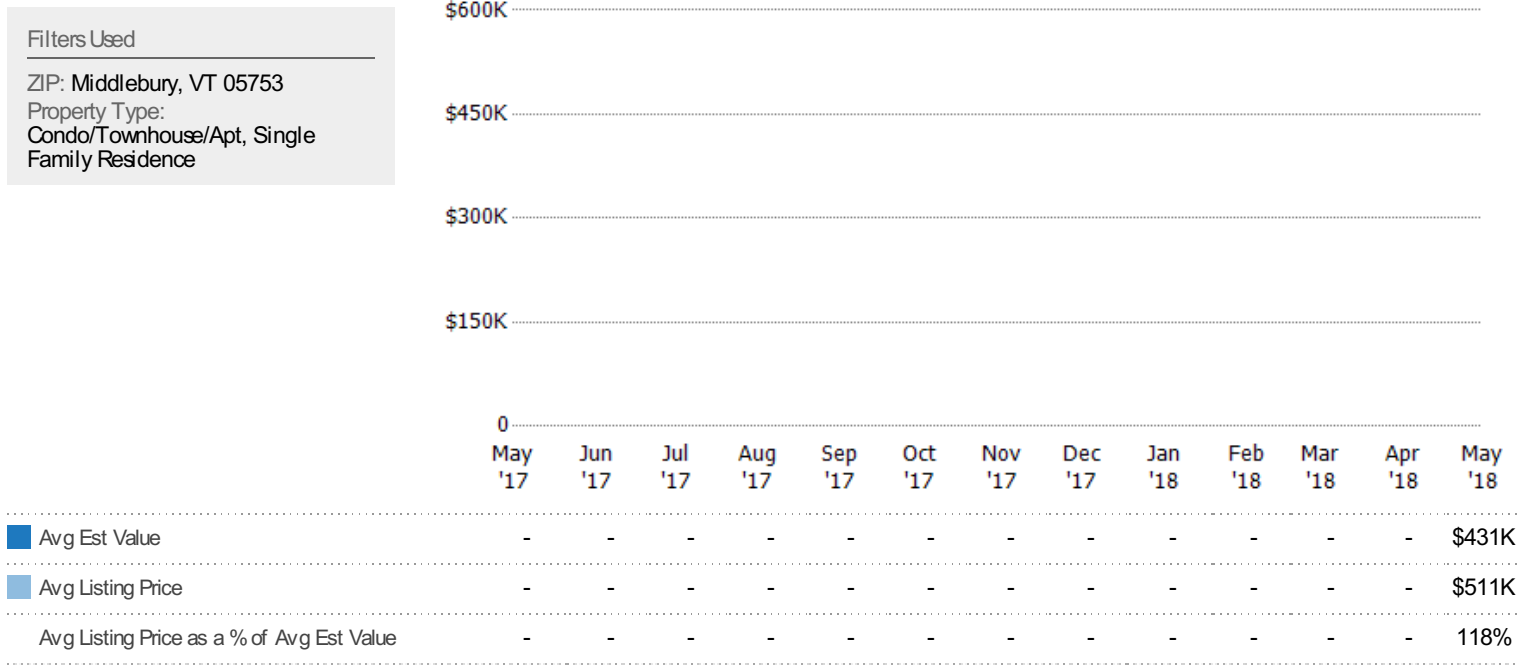 Filters Used
ZIP: Middlebury, VT 05753
Property Type:
Condo/Townhouse/Apt, Single
Family Residence
$600K
$450K
$300K
$150K
0
May Jun Jul Aug Sep Oct Nov Dec Jan Feb Mar Apr May
'17 '17 '17 '17 '17 '17 '17 '17 '18 '18 '18 '18 '18
Avg Est Value - - - - - - - - - - - - $431K
Avg Listing Price - - - - - - - - - - - - $511K
Avg Listing Price as a % of Avg Est Value - - - - - - - - - - - - 118%